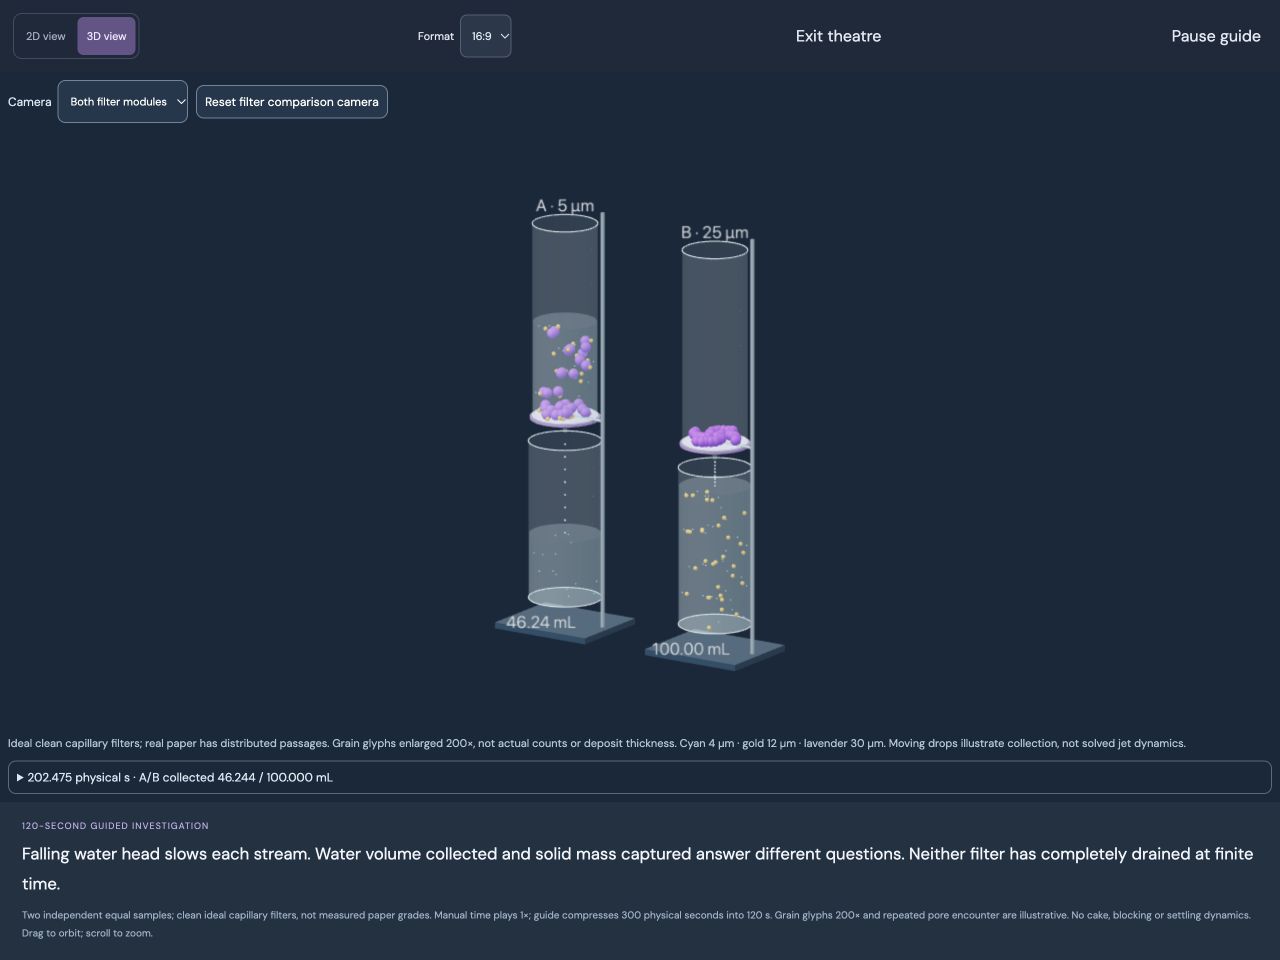 2D view
3D view
Format
16:9
Exit theatre
Pause guide
Camera
Both filter modules
Reset filter comparison camera
A · 5 µm
B · 25 µm
46.24 mL
100.00 mL
Ideal clean capillary filters; real paper has distributed passages. Grain glyphs enlarged 200×, not actual counts or deposit thickness. Cyan 4 µm · gold 12 µm · lavender 30 µm. Moving drops illustrate collection, not solved jet dynamics.
202.475 physical s · A/B collected 46.244 / 100.000 mL
120-SECOND GUIDED INVESTIGATION
Falling water head slows each stream. Water volume collected and solid mass captured answer different questions. Neither filter has completely drained at finite
time.
Two independent equal samples; clean ideal capillary filters, not measured paper grades. Manual time plays 1×; guide compresses 300 physical seconds into 120 s. Grain glyphs 200× and repeated pore encounter are illustrative. No cake, blocking or settling dynamics.
Drag to orbit; scroll to zoom.